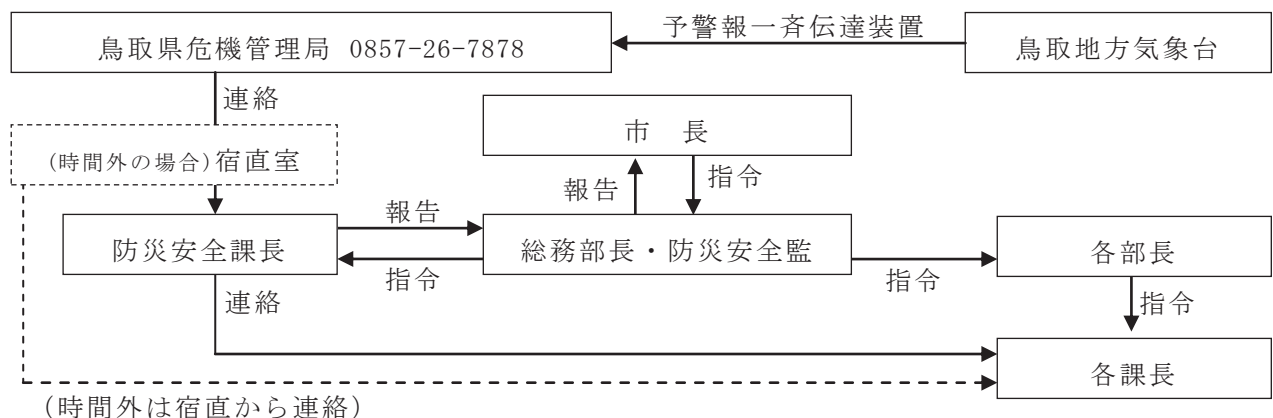 予警報一斉伝達装置
鳥取県危機管理局 0857-26-7878
鳥取地方気象台
連絡
市 長
(時間外の場合)宿直室
報告
指令
報告
防災安全課長
総務部長・防災安全監
各部長
指令
指令
連絡
指令
各課長
(時間外は宿直から連絡)